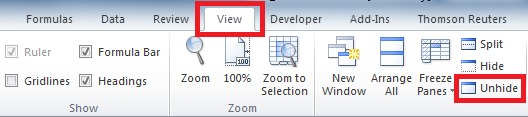 Formulas Data Review View Developer Add-Ins Thomson Reuters
Ruler Formula Bar
Gridlines Headings
Show
Zoom 100% Zoom to Selection
100
Zoom
New Window Arrange All Freeze Panes
Split
Hide
Unhide